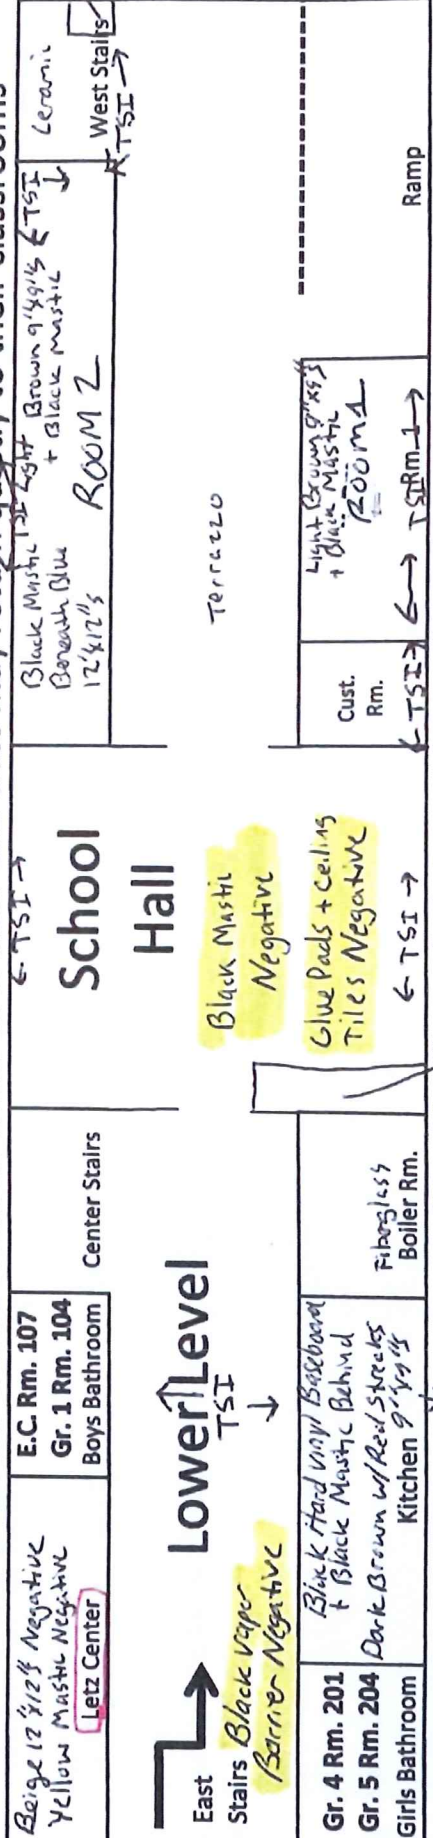 Beige 12"x12"s Negative
Yellow Mastic Negative
Letz Center
E.C. Rm. 107
Gr. 1 Rm. 104
Boys Bathroom
Center Stairs
← TSI →
School
Hall
Black Mastic
Negative
Glue Pads + Ceiling
Tiles Negative
← TSI →
Black Mastic TSI Light Brown 9"x9"s ← TSI
Beneath Blue + Black Mastic
12"x12"s ROOM 2
Ceramic
West Stairs
TSI →
Terrazzo
Lower Level
TSI
East
Stairs Black Vapor
Barrier Negative
Gr. 4 Rm. 201
Gr. 5 Rm. 204
Girls Bathroom
Black Hard Vinyl Baseboard
+ Black Mastic Behind
Dark Brown w/Red Streaks
Kitchen 9"x9"s
Fiberglass
Boiler Rm.
Cust.
Rm.
← TSI →
Light Brown 9"x9"s
+ Black Mastic
Room 1
TSI Rm. 1 →
Ramp